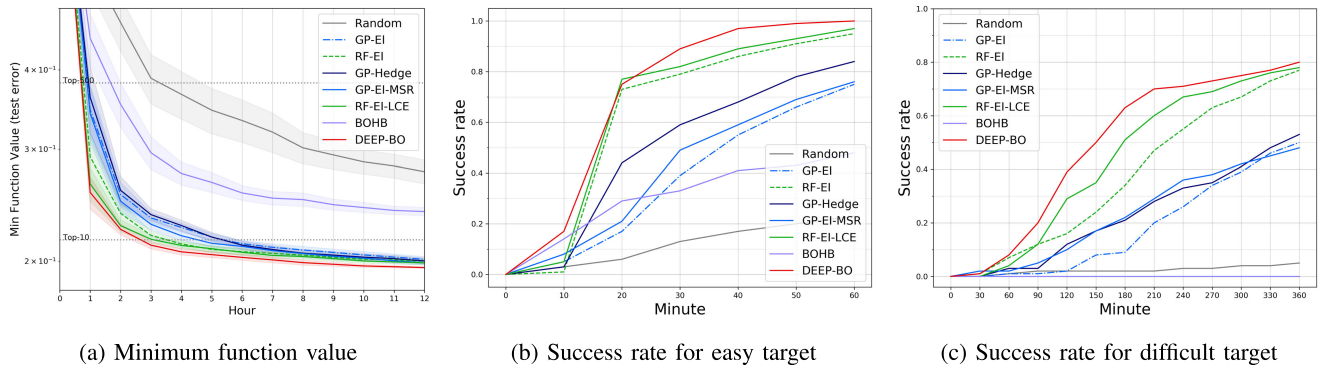 Min Function Value (test error)
4 × 10⁻¹
3 × 10⁻¹
2 × 10⁻¹
Top-500
Top-10
0 1 2 3 4 5 6 7 8 9 10 11 12
Hour
Random
GP-EI
RF-EI
GP-Hedge
GP-EI-MSR
RF-EI-LCE
BOHB
DEEP-BO
(a) Minimum function value
Success rate
1.0
0.8
0.6
0.4
0.2
0.0
0 10 20 30 40 50 60
Minute
Random
GP-EI
RF-EI
GP-Hedge
GP-EI-MSR
RF-EI-LCE
BOHB
DEEP-BO
(b) Success rate for easy target
Success rate
1.0
0.8
0.6
0.4
0.2
0.0
0 30 60 90 120 150 180 210 240 270 300 330 360
Minute
Random
GP-EI
RF-EI
GP-Hedge
GP-EI-MSR
RF-EI-LCE
BOHB
DEEP-BO
(c) Success rate for difficult target